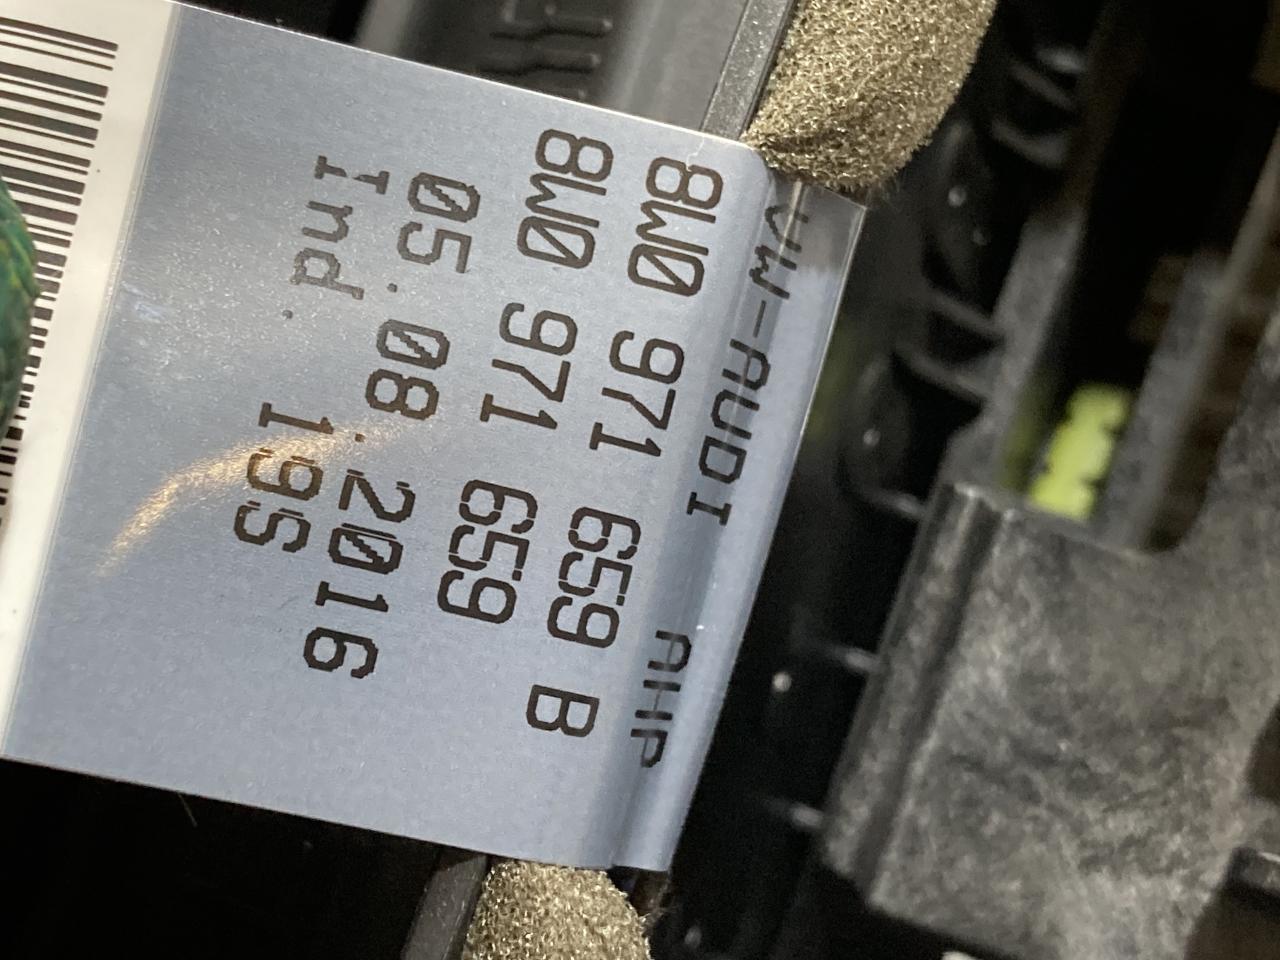 VW-AUDI AHP
8W0 971 659 B
8W0 971 659
05.08.2016
Ind. 19S